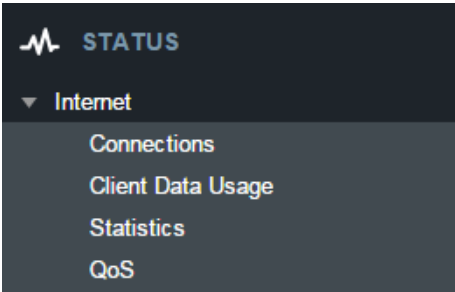 STATUS
Internet
Connections
Client Data Usage
Statistics
QoS